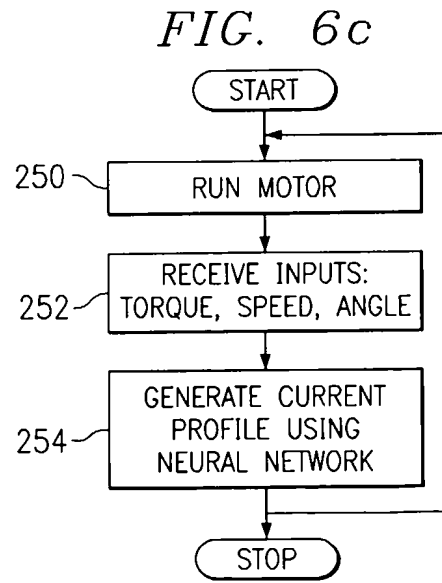 FIG. 6c
START
250
RUN MOTOR
252
RECEIVE INPUTS:
TORQUE, SPEED, ANGLE
254
GENERATE CURRENT
PROFILE USING
NEURAL NETWORK
STOP